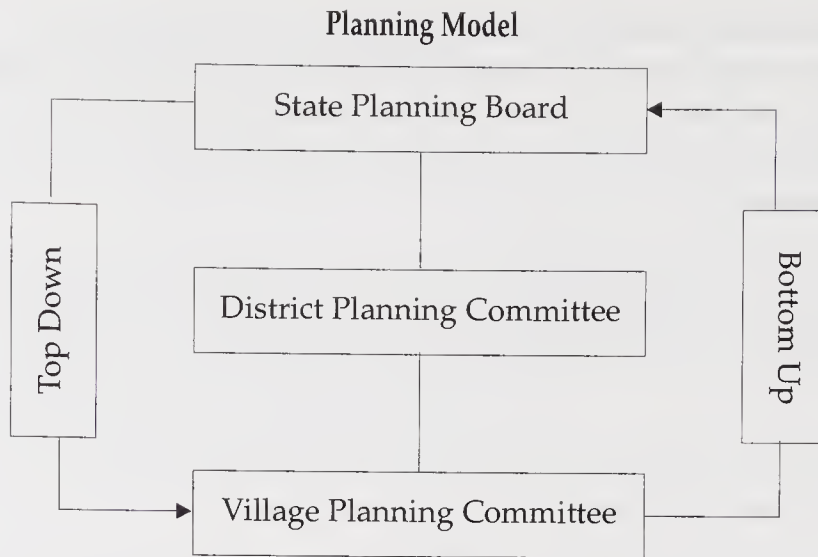 Planning Model
State Planning Board
Top Down
District Planning Committee
Bottom Up
Village Planning Committee